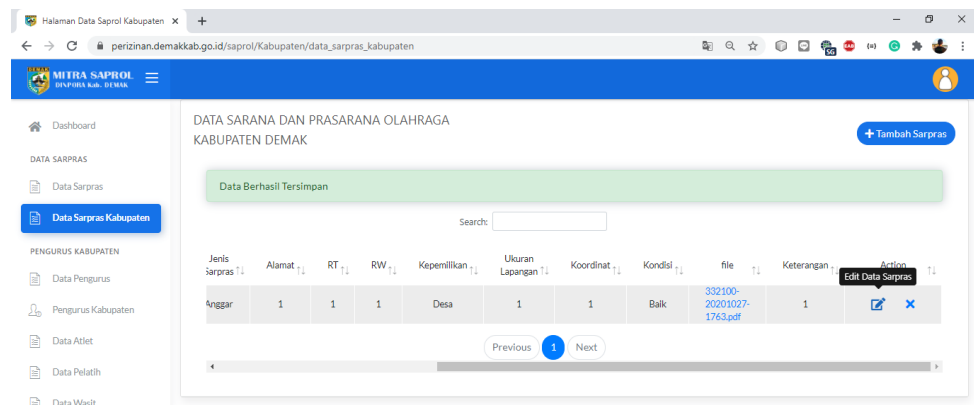 Halaman Data Saprol Kabupaten
perizinan.demakkab.go.id/saprol/Kabupaten/data_sarpras_kabupaten
MITRA SAPROL
DINPORA Kab. DEMAK
Dashboard
DATA SARPRAS
Data Sarpras
Data Sarpras Kabupaten
PENGURUS KABUPATEN
Data Pengurus
Pengurus Kabupaten
Data Atlet
Data Pelatih
Data Wasit
DATA SARANA DAN PRASARANA OLAHRAGA
KABUPATEN DEMAK
+ Tambah Sarpras
Data Berhasil Tersimpan
Search:
Jenis
Sarpras Alamat RT RW Kepemilikan Ukuran
Lapangan Koordinat Kondisi file Keterangan Action
Edit Data Sarpras
Anggar 1 1 1 Desa 1 1 Baik 332100-
20201027-
1763.pdf 1
Previous 1 Next